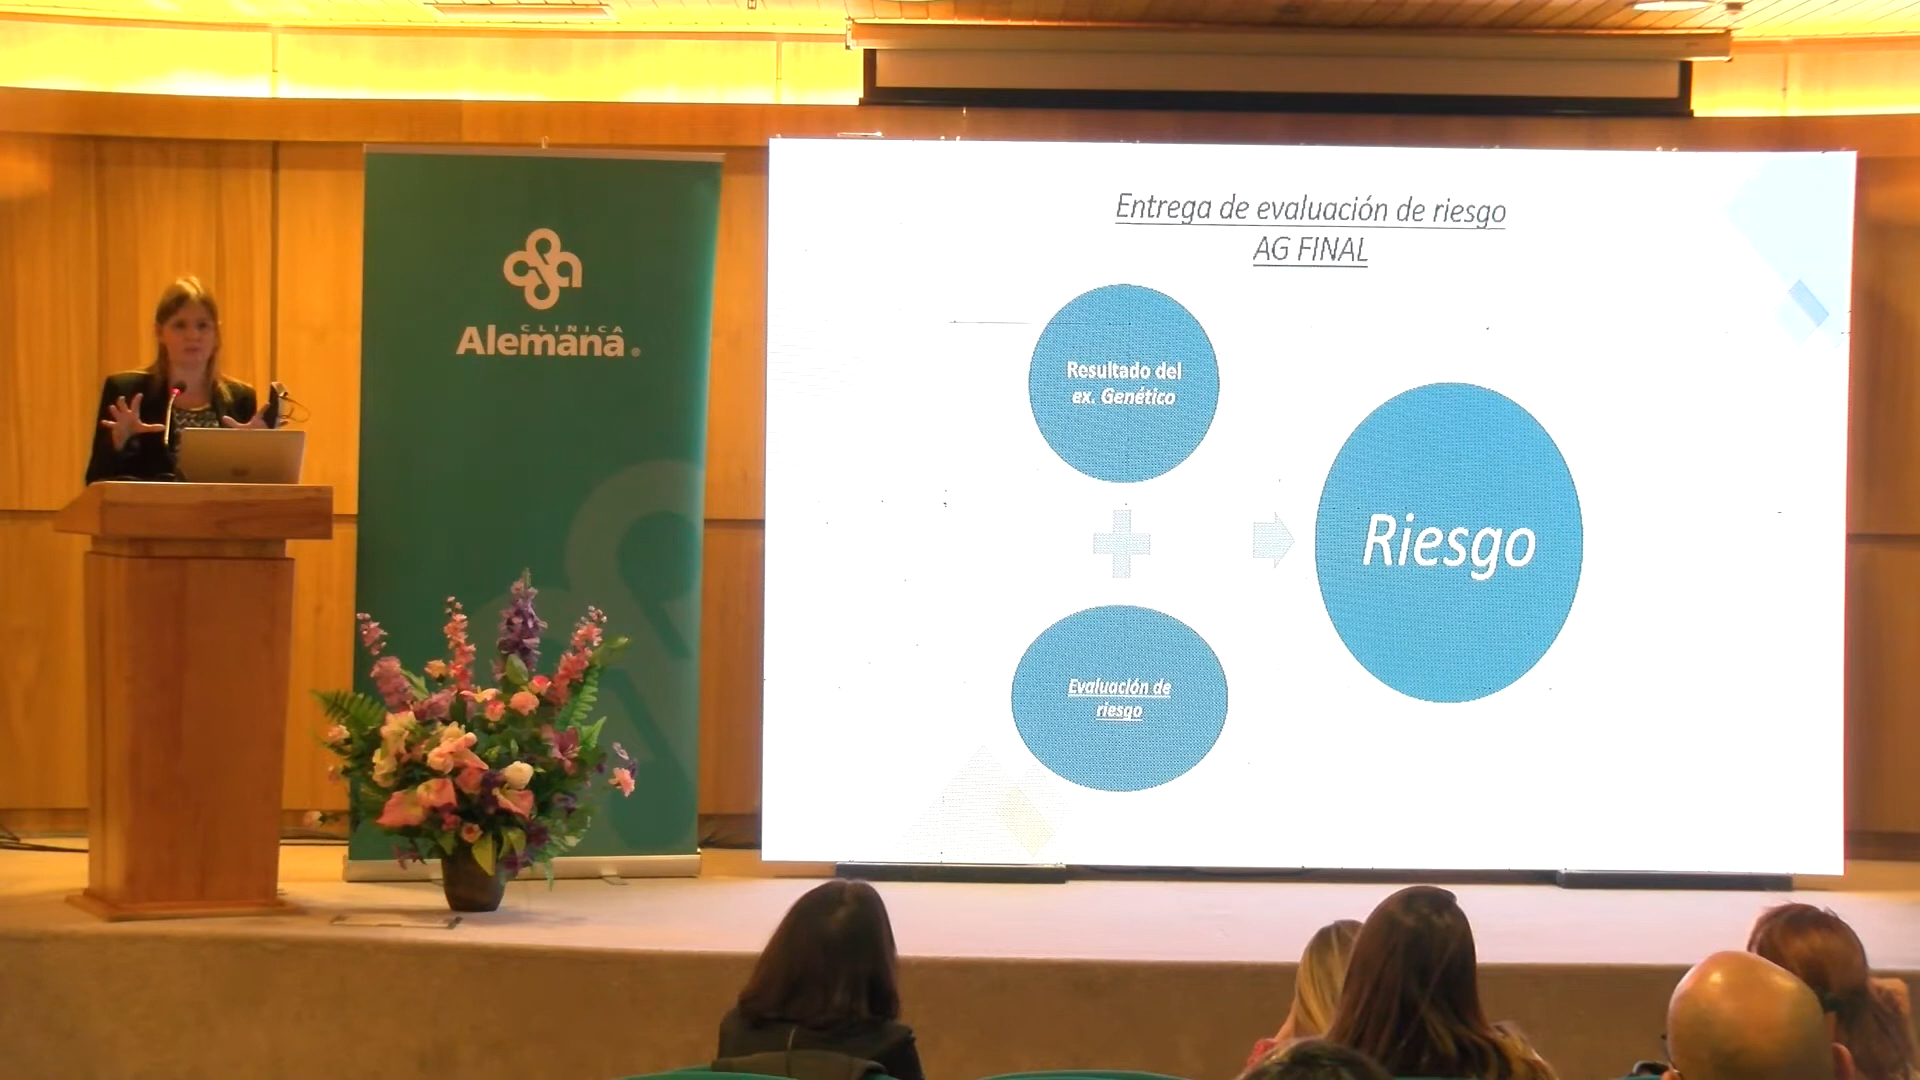 CLINICA
Alemana
Entrega de evaluación de riesgo
AG FINAL
Resultado del
ex. Genético
Riesgo
Evaluación de
riesgo